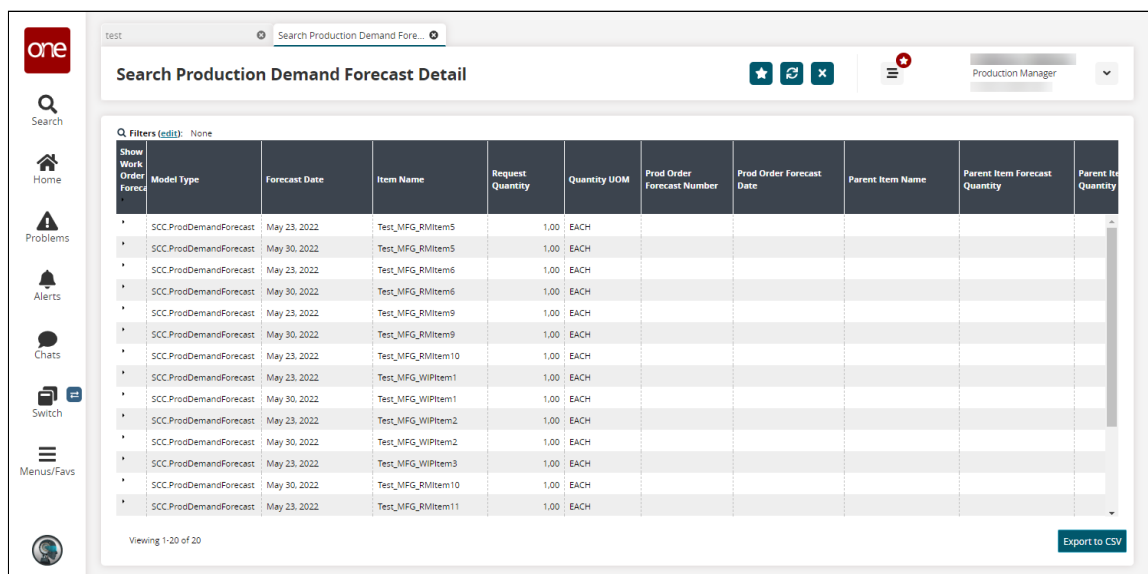 one
test
Search Production Demand Fore...
Search Production Demand Forecast Detail
Production Manager
Search
Home
Problems
Alerts
Chats
Switch
Menus/Favs
Filters (edit): None
Show Work Order Foreca
Model Type
Forecast Date
Item Name
Request Quantity
Quantity UOM
Prod Order Forecast Number
Prod Order Forecast Date
Parent Item Name
Parent Item Forecast Quantity
Parent Ite Quantity
SCC.ProdDemandForecast May 23, 2022 Test_MFG_RMItem5 1,00 EACH
SCC.ProdDemandForecast May 30, 2022 Test_MFG_RMItem5 1,00 EACH
SCC.ProdDemandForecast May 23, 2022 Test_MFG_RMItem6 1,00 EACH
SCC.ProdDemandForecast May 30, 2022 Test_MFG_RMItem6 1,00 EACH
SCC.ProdDemandForecast May 23, 2022 Test_MFG_RMItem9 1,00 EACH
SCC.ProdDemandForecast May 30, 2022 Test_MFG_RMItem9 1,00 EACH
SCC.ProdDemandForecast May 23, 2022 Test_MFG_RMItem10 1,00 EACH
SCC.ProdDemandForecast May 23, 2022 Test_MFG_WIPItem1 1,00 EACH
SCC.ProdDemandForecast May 30, 2022 Test_MFG_WIPItem1 1,00 EACH
SCC.ProdDemandForecast May 23, 2022 Test_MFG_WIPItem2 1,00 EACH
SCC.ProdDemandForecast May 30, 2022 Test_MFG_WIPItem2 1,00 EACH
SCC.ProdDemandForecast May 23, 2022 Test_MFG_WIPItem3 1,00 EACH
SCC.ProdDemandForecast May 30, 2022 Test_MFG_RMItem10 1,00 EACH
SCC.ProdDemandForecast May 23, 2022 Test_MFG_RMItem11 1,00 EACH
Viewing 1-20 of 20
Export to CSV